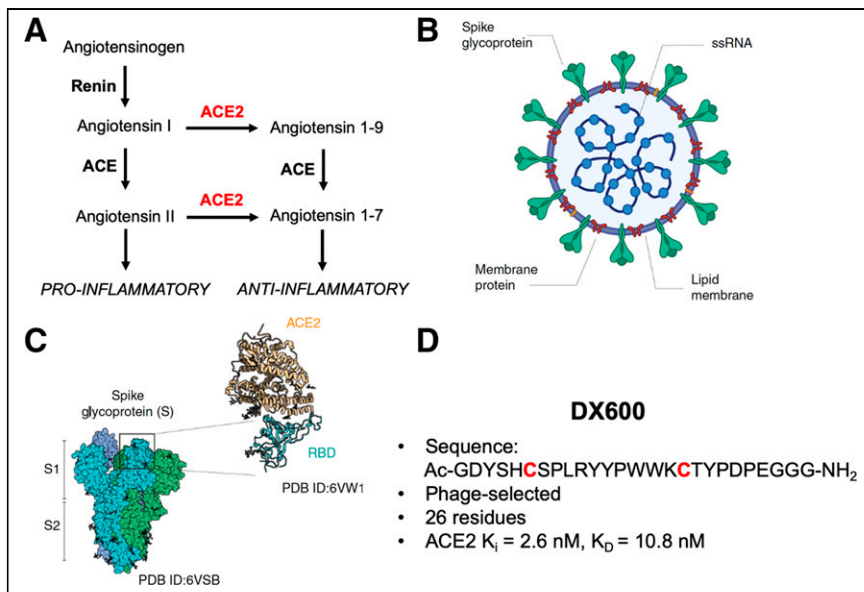 A
Angiotensinogen
Renin
Angiotensin I
ACE2
Angiotensin 1-9
ACE
ACE
Angiotensin II
ACE2
Angiotensin 1-7
PRO-INFLAMMATORY
ANTI-INFLAMMATORY
B
Spike
glycoprotein
ssRNA
Membrane
protein
Lipid
membrane
C
ACE2
Spike
glycoprotein (S)
S1
RBD
PDB ID:6VW1
S2
PDB ID:6VSB
D
DX600
• Sequence:
Ac-GDYSHCSPLRYYPWWKCTYPDPEGGG-NH₂
• Phage-selected
• 26 residues
• ACE2 Kᵢ = 2.6 nM, K_D = 10.8 nM